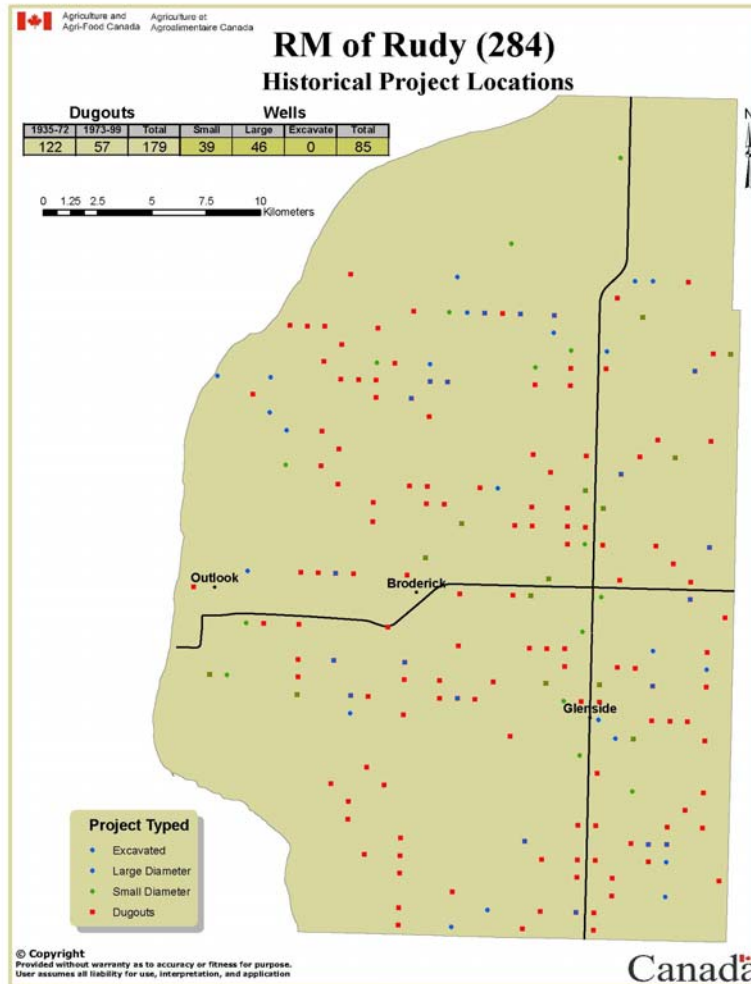 Agriculture and Agriculture et
Agri-Food Canada Agroalimentaire Canada
RM of Rudy (284)
Historical Project Locations
Dugouts Wells
1935-72 1973-99 Total Small Large Excavate Total
122 57 179 39 46 0 85
N
0 1.25 2.5 5 7.5 10
Kilometers
Outlook
Broderick
Glenside
Project Typed
Excavated
Large Diameter
Small Diameter
Dugouts
© Copyright
Provided without warranty as to accuracy or fitness for purpose.
User assumes all liability for use, interpretation, and application
Canada